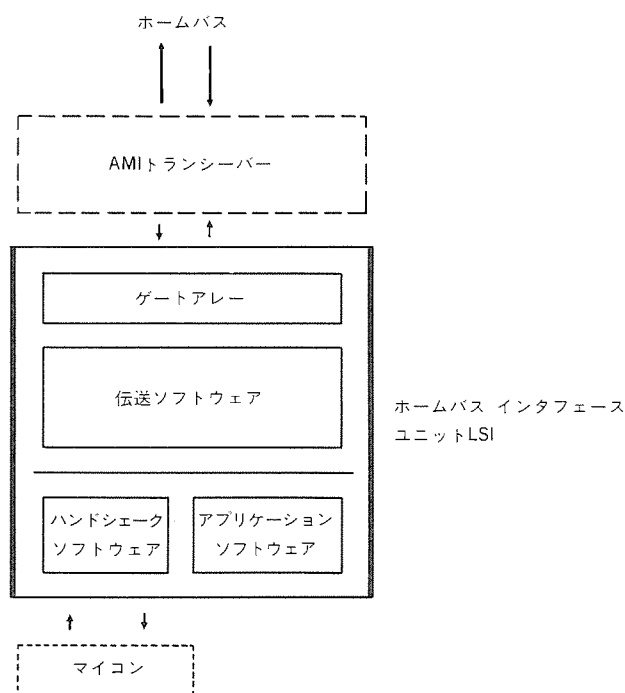 ホームバス
AMIトランシーバー
ゲートアレー
伝送ソフトウェア
ホームバス インタフェース
ユニットLSI
ハンドシェーク
ソフトウェア
アプリケーション
ソフトウェア
マイコン